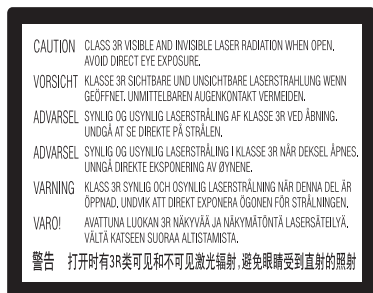 CAUTION CLASS 3R VISIBLE AND INVISIBLE LASER RADIATION WHEN OPEN,
AVOID DIRECT EYE EXPOSURE.
VORSICHT KLASSE 3R SICHTBARE UND UNSICHTBARE LASERSTRAHLUNG WENN
GEÖFFNET. UNMITTELBAREN AUGENKONTAKT VERMEIDEN.
ADVARSEL SYNLIG OG USYNLIG LASERSTRÅLING AF KLASSE 3R VED ÅBNING.
UNDGÅ AT SE DIREKTE PÅ STRÅLEN.
ADVARSEL SYNLIG OG USYNLIG LASERSTRÅLING I KLASSE 3R NÅR DEKSEL ÅPNES.
UNNGÅ DIREKTE EKSPONERING AV ØYNENE.
VARNING KLASS 3R SYNLIG OCH OSYNLIG LASERSTRÅLNING NÄR DENNA DEL ÄR
ÖPPNAD. UNDVIK ATT DIREKT EXPONERA ÖGONEN FÖR STRÅLNINGEN.
VARO! AVATTUNA LUOKAN 3R NÄKYVÄÄ JA NÄKYMÄTÖNTÄ LASERSÄTEILYÄ.
VÄLTÄ KATSEEN SUORAA ALTISTAMISTA.
警告 打开时有3R类可见和不可见激光辐射,避免眼睛受到直射的照射